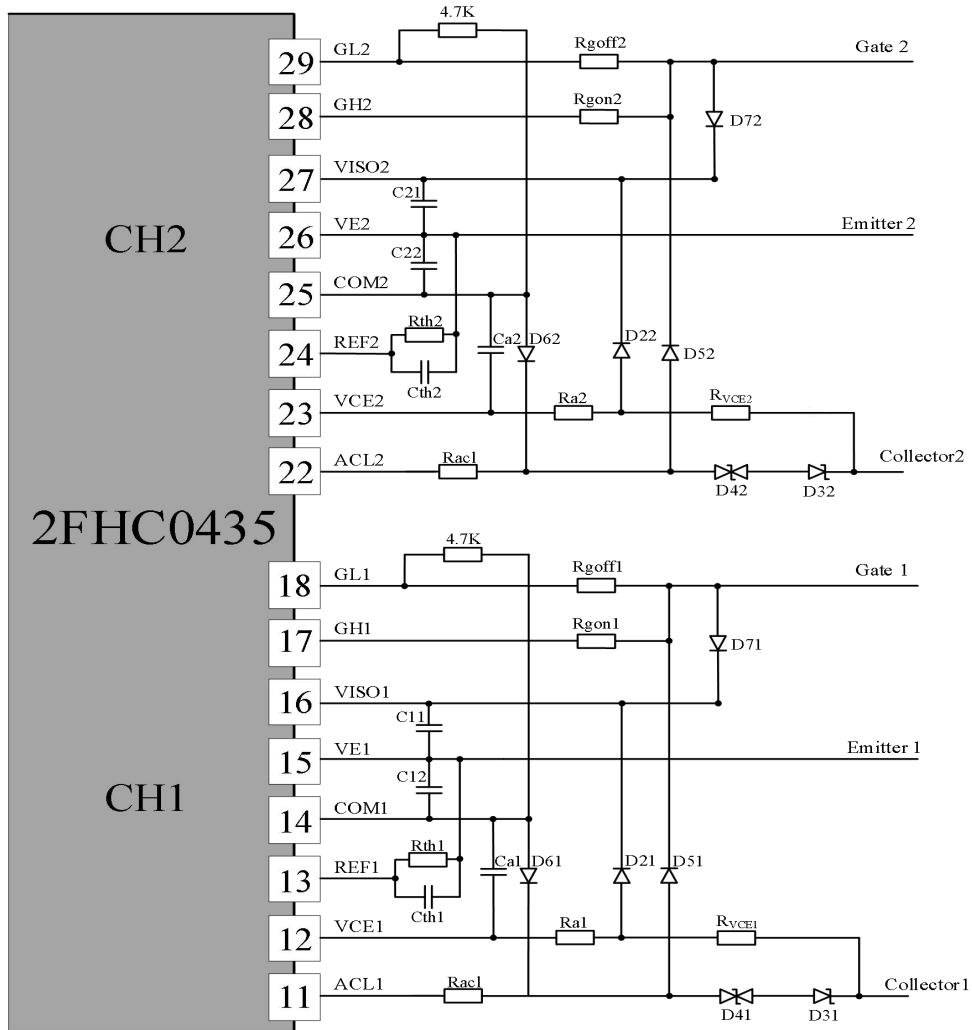 4.7K
29 GL2 Rgoff2 Gate 2
28 GH2 Rgon2
D72
27 VISO2
C21
CH2
26 VE2 Emitter 2
C22
25 COM2
Rth2 Ca2 D62 D22 D52
24 REF2
Cth2
23 VCE2 Ra2 RVCE2
22 ACL2 Rac1 Collector2
D42 D32
2FHC0435
4.7K
18 GL1 Rgoff1 Gate 1
17 GH1 Rgon1
D71
16 VISO1
C11
15 VE1 Emitter 1
C12
CH1
14 COM1
Rth1 Ca1 D61 D21 D51
13 REF1
Cth1
12 VCE1 Ra1 RVCE1
11 ACL1 Rac1 Collector1
D41 D31